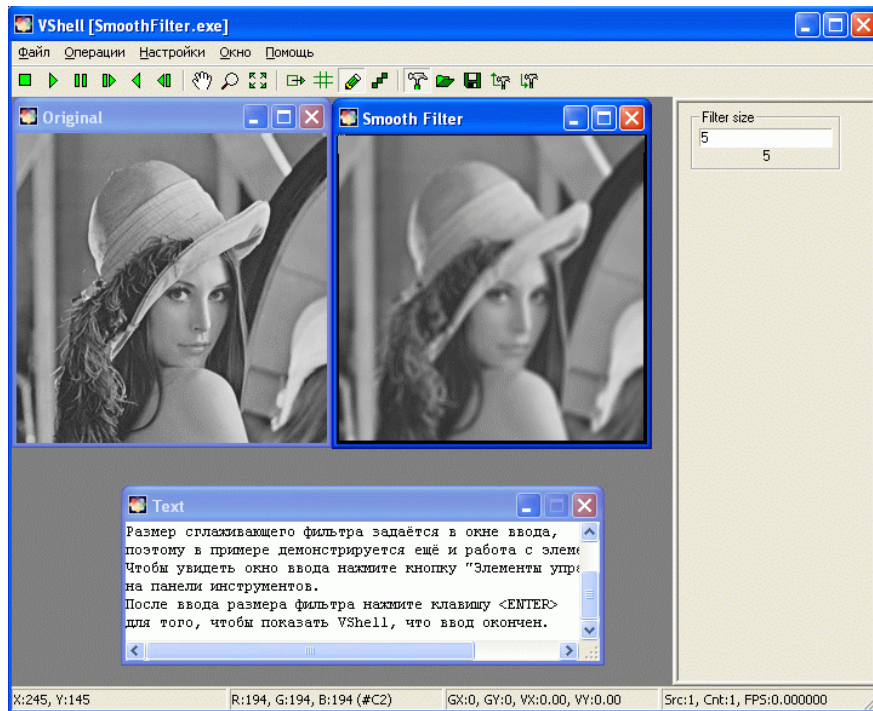 VShell [SmoothFilter.exe]
Файл Операции Настройки Окно Помощь
Original
Smooth Filter
Filter size
5
5
Text
Размер сглаживающего фильтра задаётся в окне ввода,
поэтому в примере демонстрируется ещё и работа с элеме
Чтобы увидеть окно ввода нажмите кнопку "Элементы упра
на панели инструментов.
После ввода размера фильтра нажмите клавишу <ENTER>
для того, чтобы показать VShell, что ввод окончен.
X:245, Y:145 R:194, G:194, B:194 (#C2) GX:0, GY:0, VX:0.00, VY:0.00 Src:1, Cnt:1, FPS:0.000000